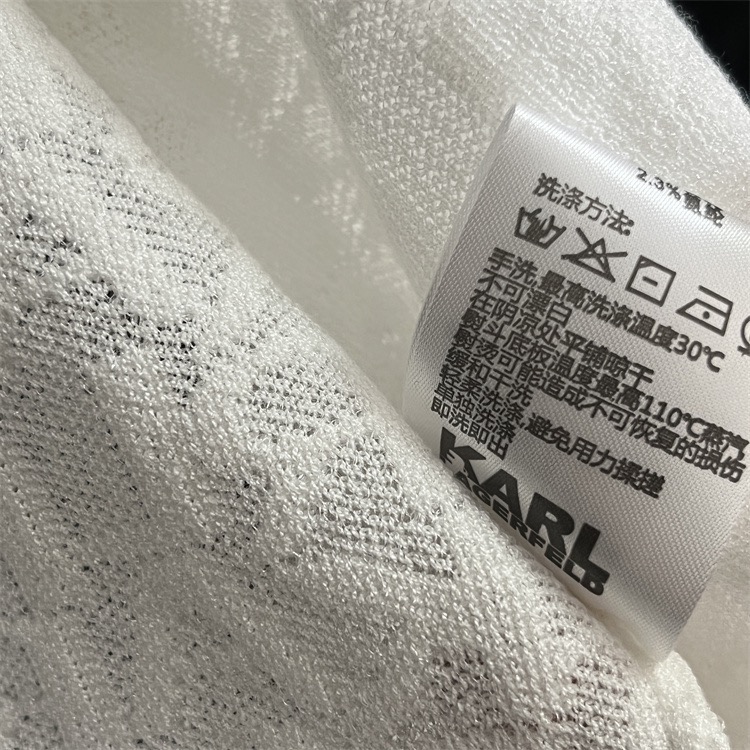 2.3%氨纶
洗涤方法:
手洗,最高洗涤温度30℃
不可漂白
在阴凉处平铺晾干
熨斗底板温度最高110℃蒸汽
熨烫可能造成不可恢复的损伤
缓和干洗
轻柔洗涤,避免用力揉搓
单独洗涤
即洗即出
KARL
LAGERFELD